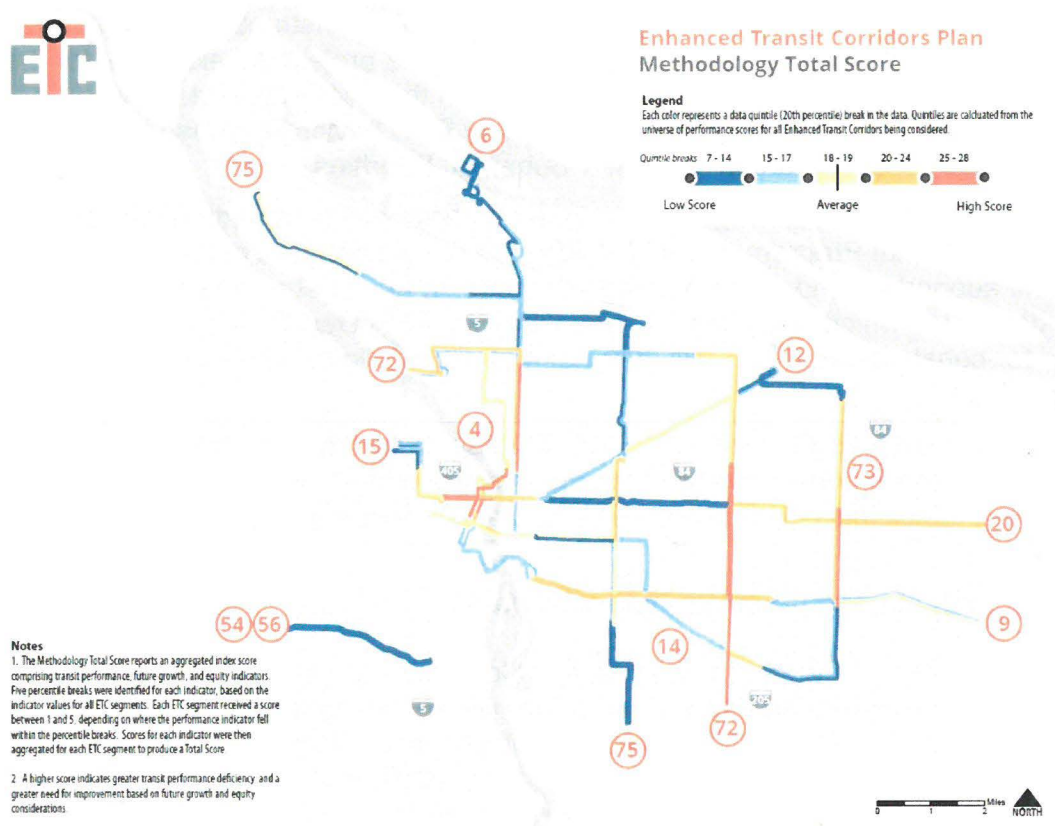 ETC
Enhanced Transit Corridors Plan
Methodology Total Score
Legend
Each color represents a data quintile (20th percentile) break in the data. Quintiles are calcluated from the
universe of performance scores for all Enhanced Transit Corridors being considered.
Quintile breaks 7 - 14 15 - 17 18 - 19 20 - 24 25 - 28
Low Score Average High Score
6
75
5
72
12
4
15
405
84
84
73
20
54 56
9
14
5
205
72
75
Notes
1. The Methodology Total Score reports an aggregated index score
comprising transit performance, future growth, and equity indicators.
Five percentile breaks were identified for each indicator, based on the
indicator values for all ETC segments. Each ETC segment received a score
between 1 and 5, depending on where the performance indicator fell
within the percentile breaks. Scores for each indicator were then
aggregated for each ETC segment to produce a Total Score
2 A higher score indicates greater transit performance deficiency and a
greater need for improvement based on future growth and equity
considerations.
0 1 2 Miles
NORTH